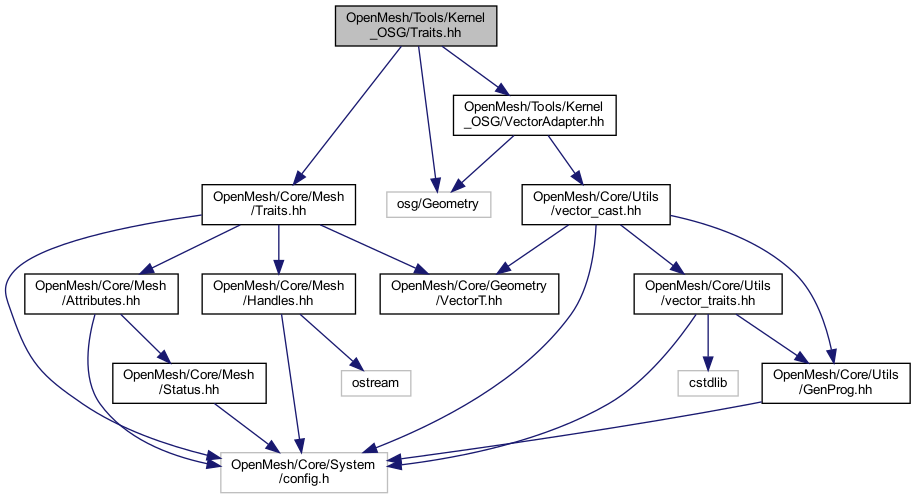 OpenMesh/Tools/Kernel
_OSG/Traits.hh
OpenMesh/Tools/Kernel
_OSG/VectorAdapter.hh
OpenMesh/Core/Mesh
/Traits.hh
osg/Geometry
OpenMesh/Core/Utils
/vector_cast.hh
OpenMesh/Core/Mesh
/Attributes.hh
OpenMesh/Core/Mesh
/Handles.hh
OpenMesh/Core/Geometry
/VectorT.hh
OpenMesh/Core/Utils
/vector_traits.hh
OpenMesh/Core/Mesh
/Status.hh
ostream
cstdlib
OpenMesh/Core/Utils
/GenProg.hh
OpenMesh/Core/System
/config.h